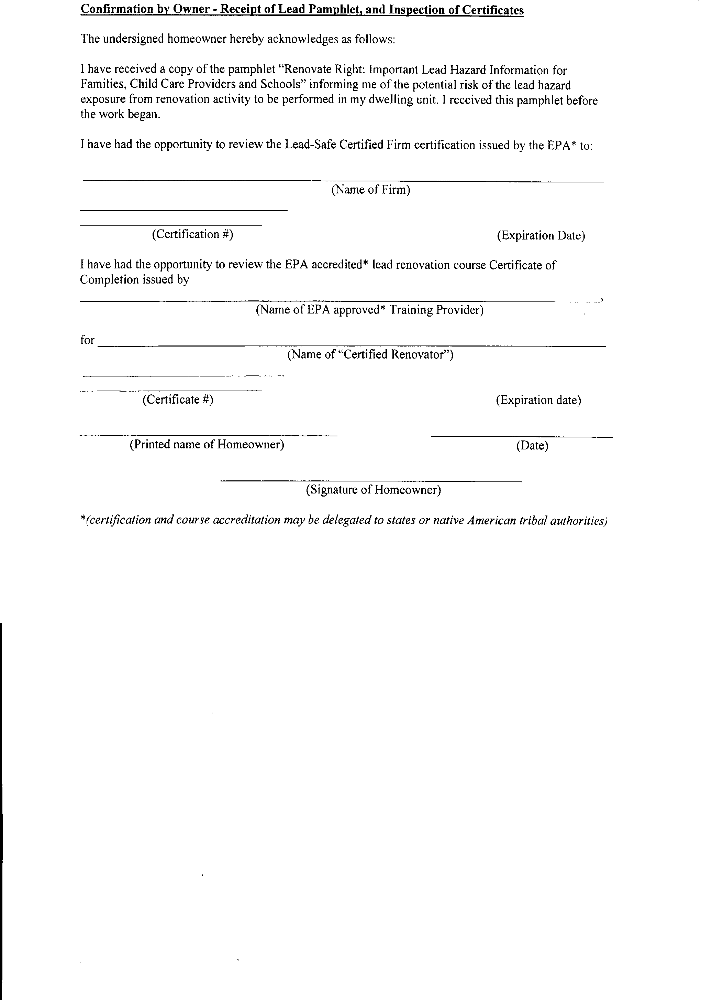 Confirmation by Owner - Receipt of Lead Pamphlet, and Inspection of Certificates
The undersigned homeowner hereby acknowledges as follows:
I have received a copy of the pamphlet “Renovate Right: Important Lead Hazard Information for
Families, Child Care Providers and Schools” informing me of the potential risk of the lead hazard
exposure from renovation activity to be performed in my dwelling unit. I received this pamphlet before
the work began.
I have had the opportunity to review the Lead-Safe Certified Firm certification issued by the EPA* to:
(Name of Firm)
(Certification #) (Expiration Date)
I have had the opportunity to review the EPA accredited* lead renovation course Certificate of
Completion issued by
,
(Name of EPA approved* Training Provider)
for
(Name of “Certified Renovator”)
(Certificate #) (Expiration date)
(Printed name of Homeowner) (Date)
(Signature of Homeowner)
*(certification and course accreditation may be delegated to states or native American tribal authorities)